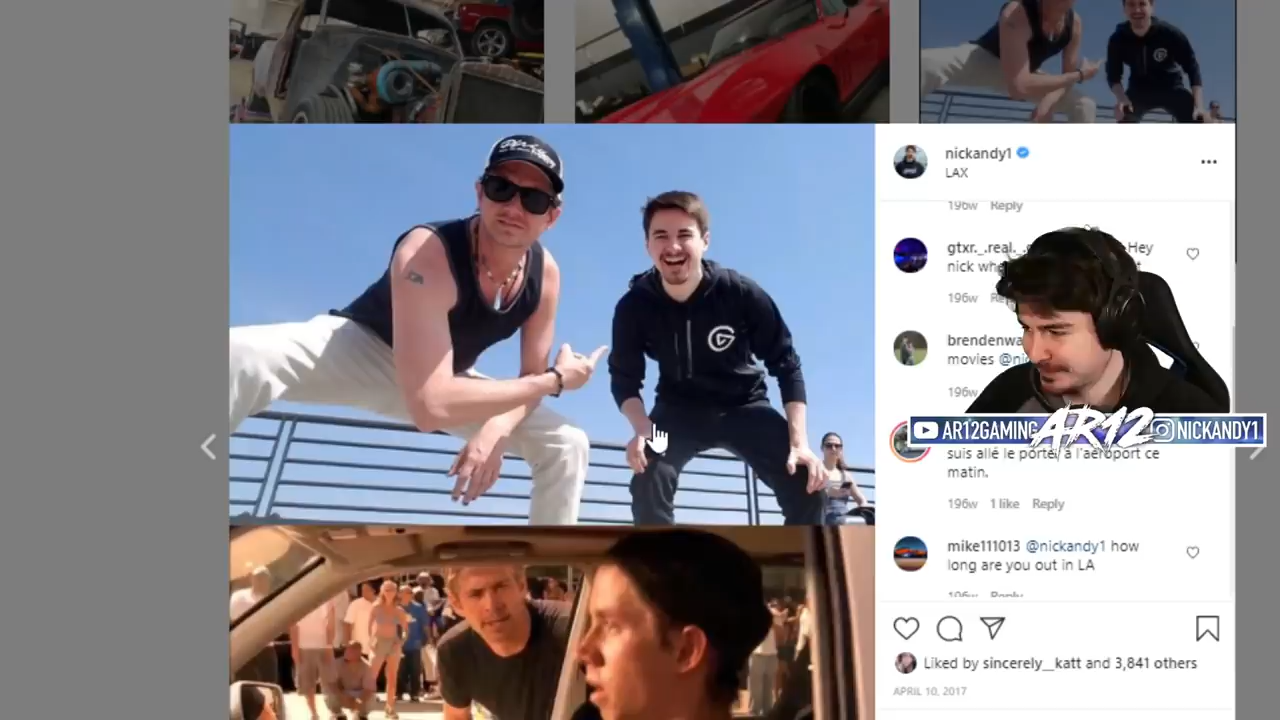 nickandy1
LAX
196w Reply
gtxr._.real._. Hey
nick
196w
brendenwa
movies
196w
AR12GAMING AR12 NICKANDY1
suis allé le porter a l'aéroport ce
matin.
196w 1 like Reply
mike111013 @nickandy1 how
long are you out in LA
196w Reply
Liked by sincerely__katt and 3,841 others
APRIL 10, 2017